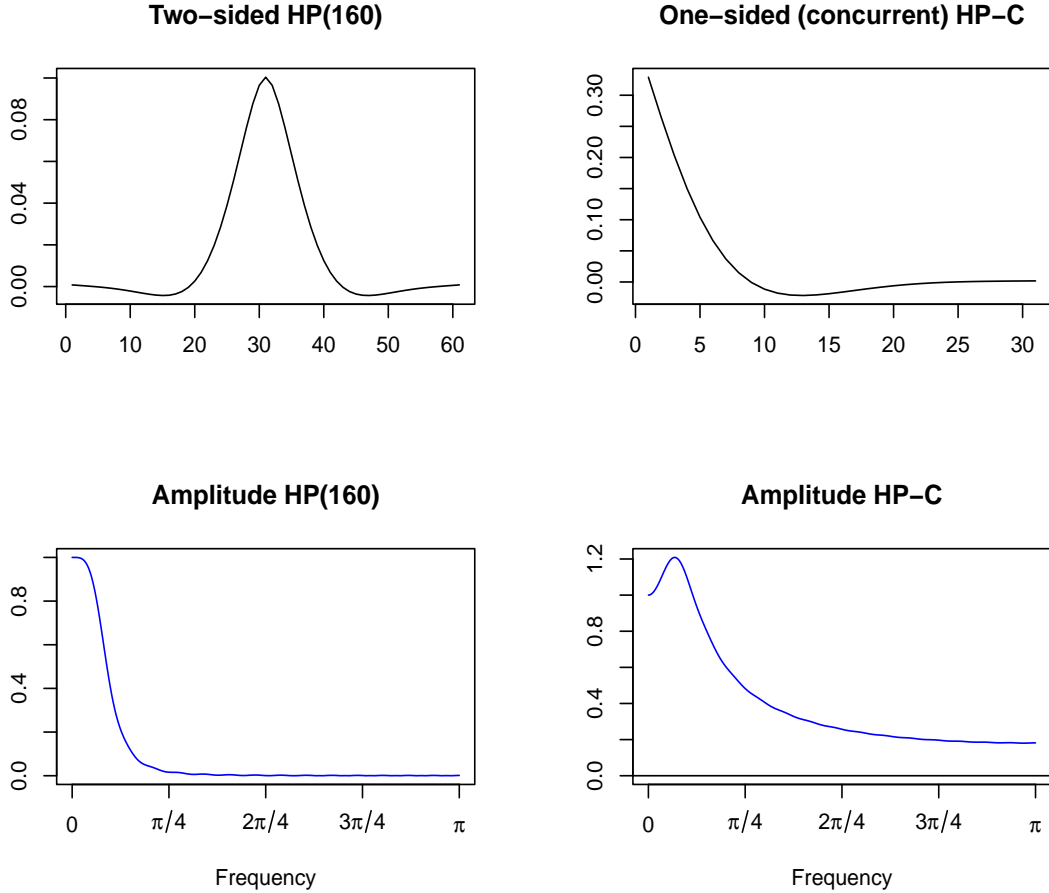 Two−sided HP(160)
0.00 0.04 0.08
0 10 20 30 40 50 60
One−sided (concurrent) HP−C
0.00 0.10 0.20 0.30
0 5 10 15 20 25 30
Amplitude HP(160)
0.0 0.4 0.8
0 π/4 2π/4 3π/4 π
Frequency
Amplitude HP−C
0.0 0.4 0.8 1.2
0 π/4 2π/4 3π/4 π
Frequency